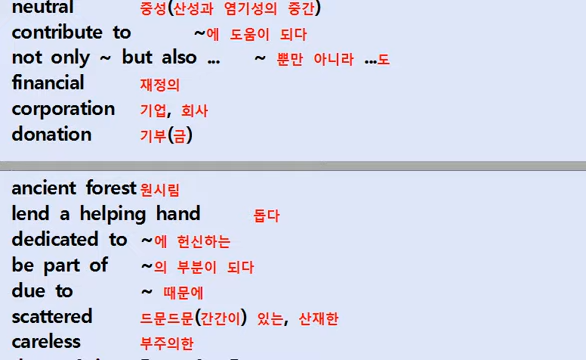 neutral 중성(산성과 염기성의 중간)
contribute to ~에 도움이 되다
not only ~ but also ... ~ 뿐만 아니라 ...도
financial 재정의
corporation 기업, 회사
donation 기부(금)
ancient forest 원시림
lend a helping hand 돕다
dedicated to ~에 헌신하는
be part of ~의 부분이 되다
due to ~ 때문에
scattered 드문드문(간간이) 있는, 산재한
careless 부주의한